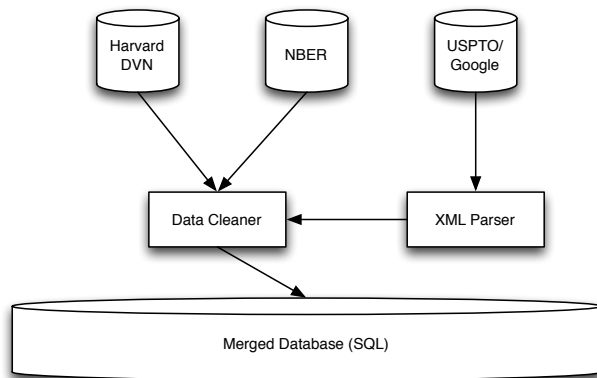 Harvard
DVN
NBER
USPTO/
Google
Data Cleaner
XML Parser
Merged Database (SQL)